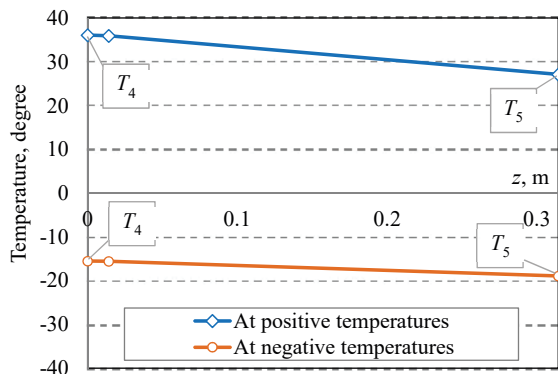 40
30
20
10
0
-10
-20
-30
-40
Temperature, degree
T4
T5
z, m
0
0.1
0.2
0.3
T4
T5
At positive temperatures
At negative temperatures